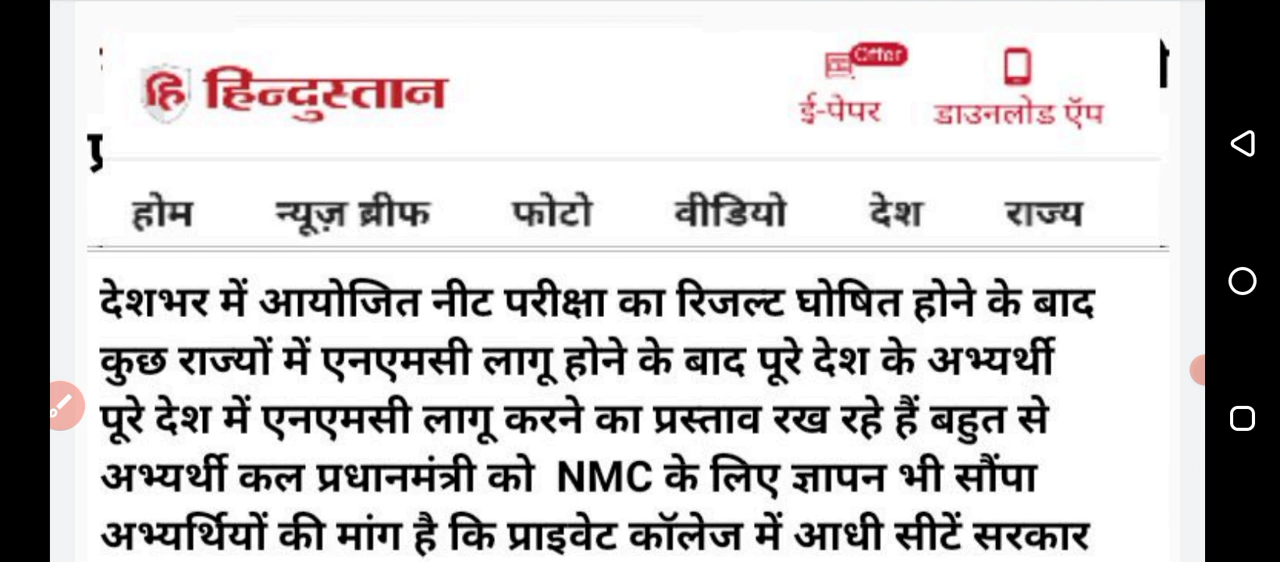 हि हिन्दुस्तान
Offer
ई-पेपर
डाउनलोड ऍप
होम न्यूज़ ब्रीफ फोटो वीडियो देश राज्य
देशभर में आयोजित नीट परीक्षा का रिजल्ट घोषित होने के बाद
कुछ राज्यों में एनएमसी लागू होने के बाद पूरे देश के अभ्यर्थी
पूरे देश में एनएमसी लागू करने का प्रस्ताव रख रहे हैं बहुत से
अभ्यर्थी कल प्रधानमंत्री को NMC के लिए ज्ञापन भी सौंपा
अभ्यर्थियों की मांग है कि प्राइवेट कॉलेज में आधी सीटें सरकार